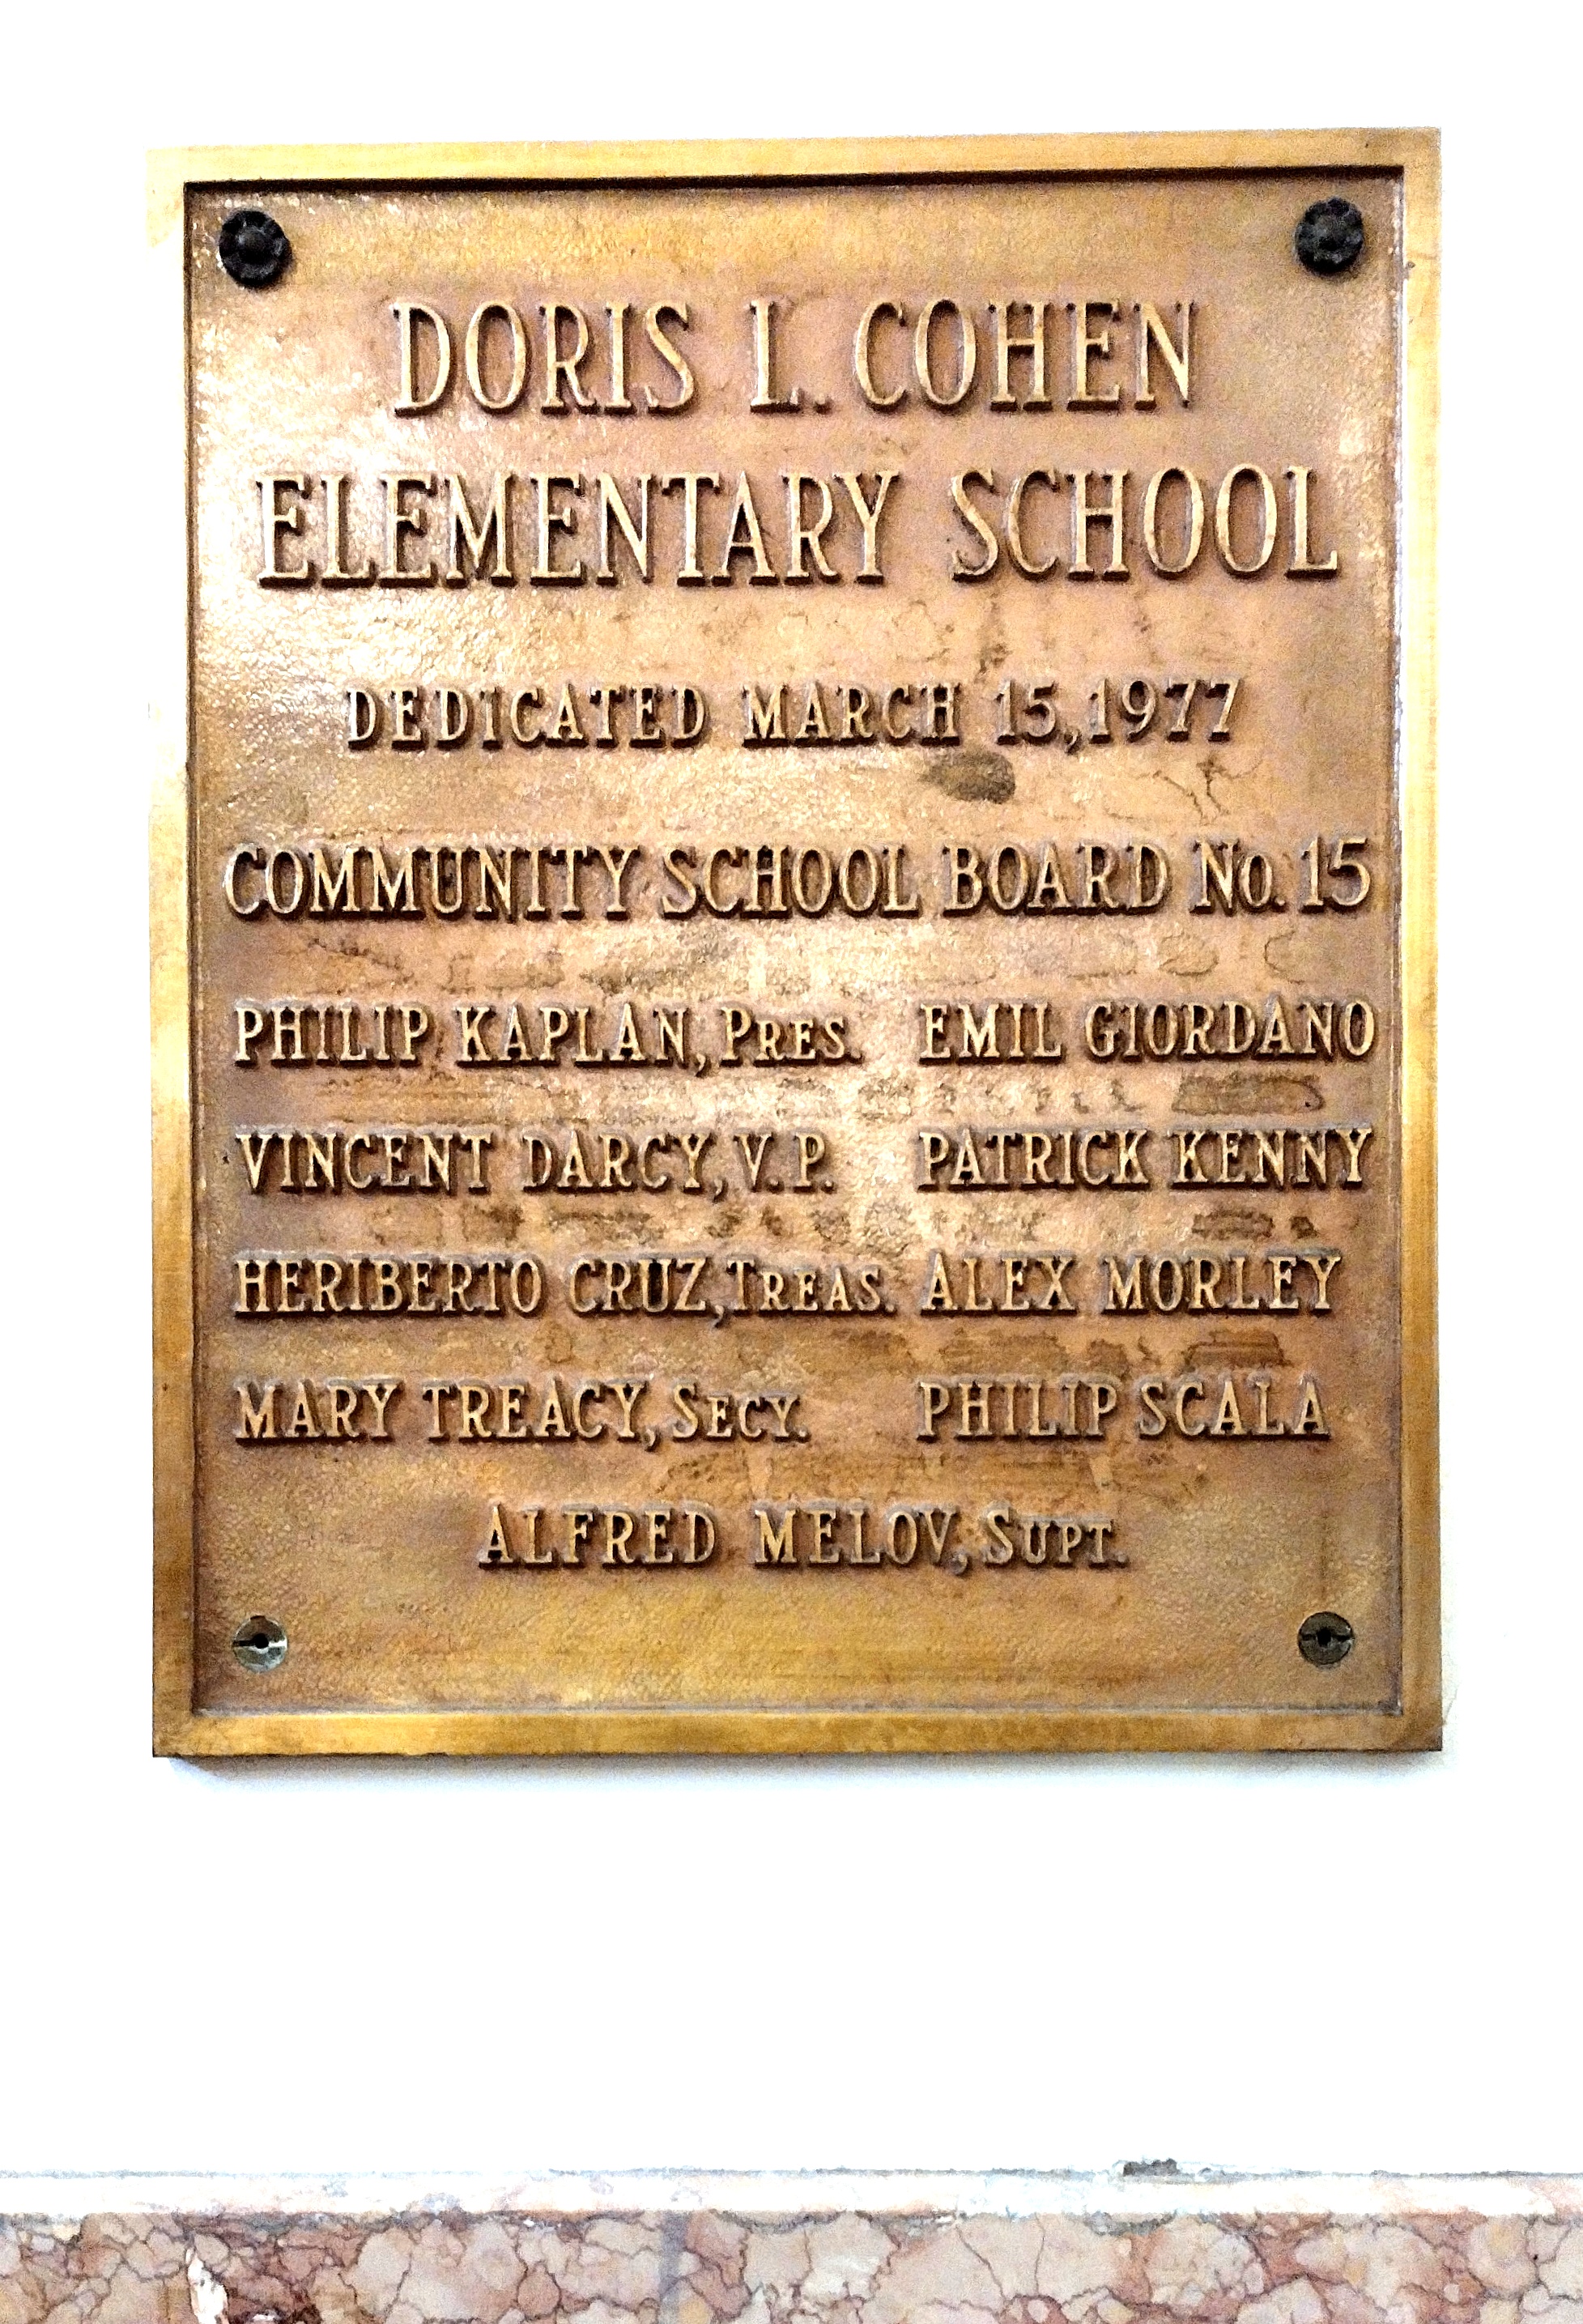 DORIS L. COHEN
ELEMENTARY SCHOOL
DEDICATED MARCH 15, 1977
COMMUNITY SCHOOL BOARD No. 15
PHILIP KAPLAN, PRES. EMIL GIORDANO
VINCENT DARCY, V.P. PATRICK KENNY
HERIBERTO CRUZ, TREAS. ALEX MORLEY
MARY TREACY, SECY. PHILIP SCALA
ALFRED MELOV, SUPT.